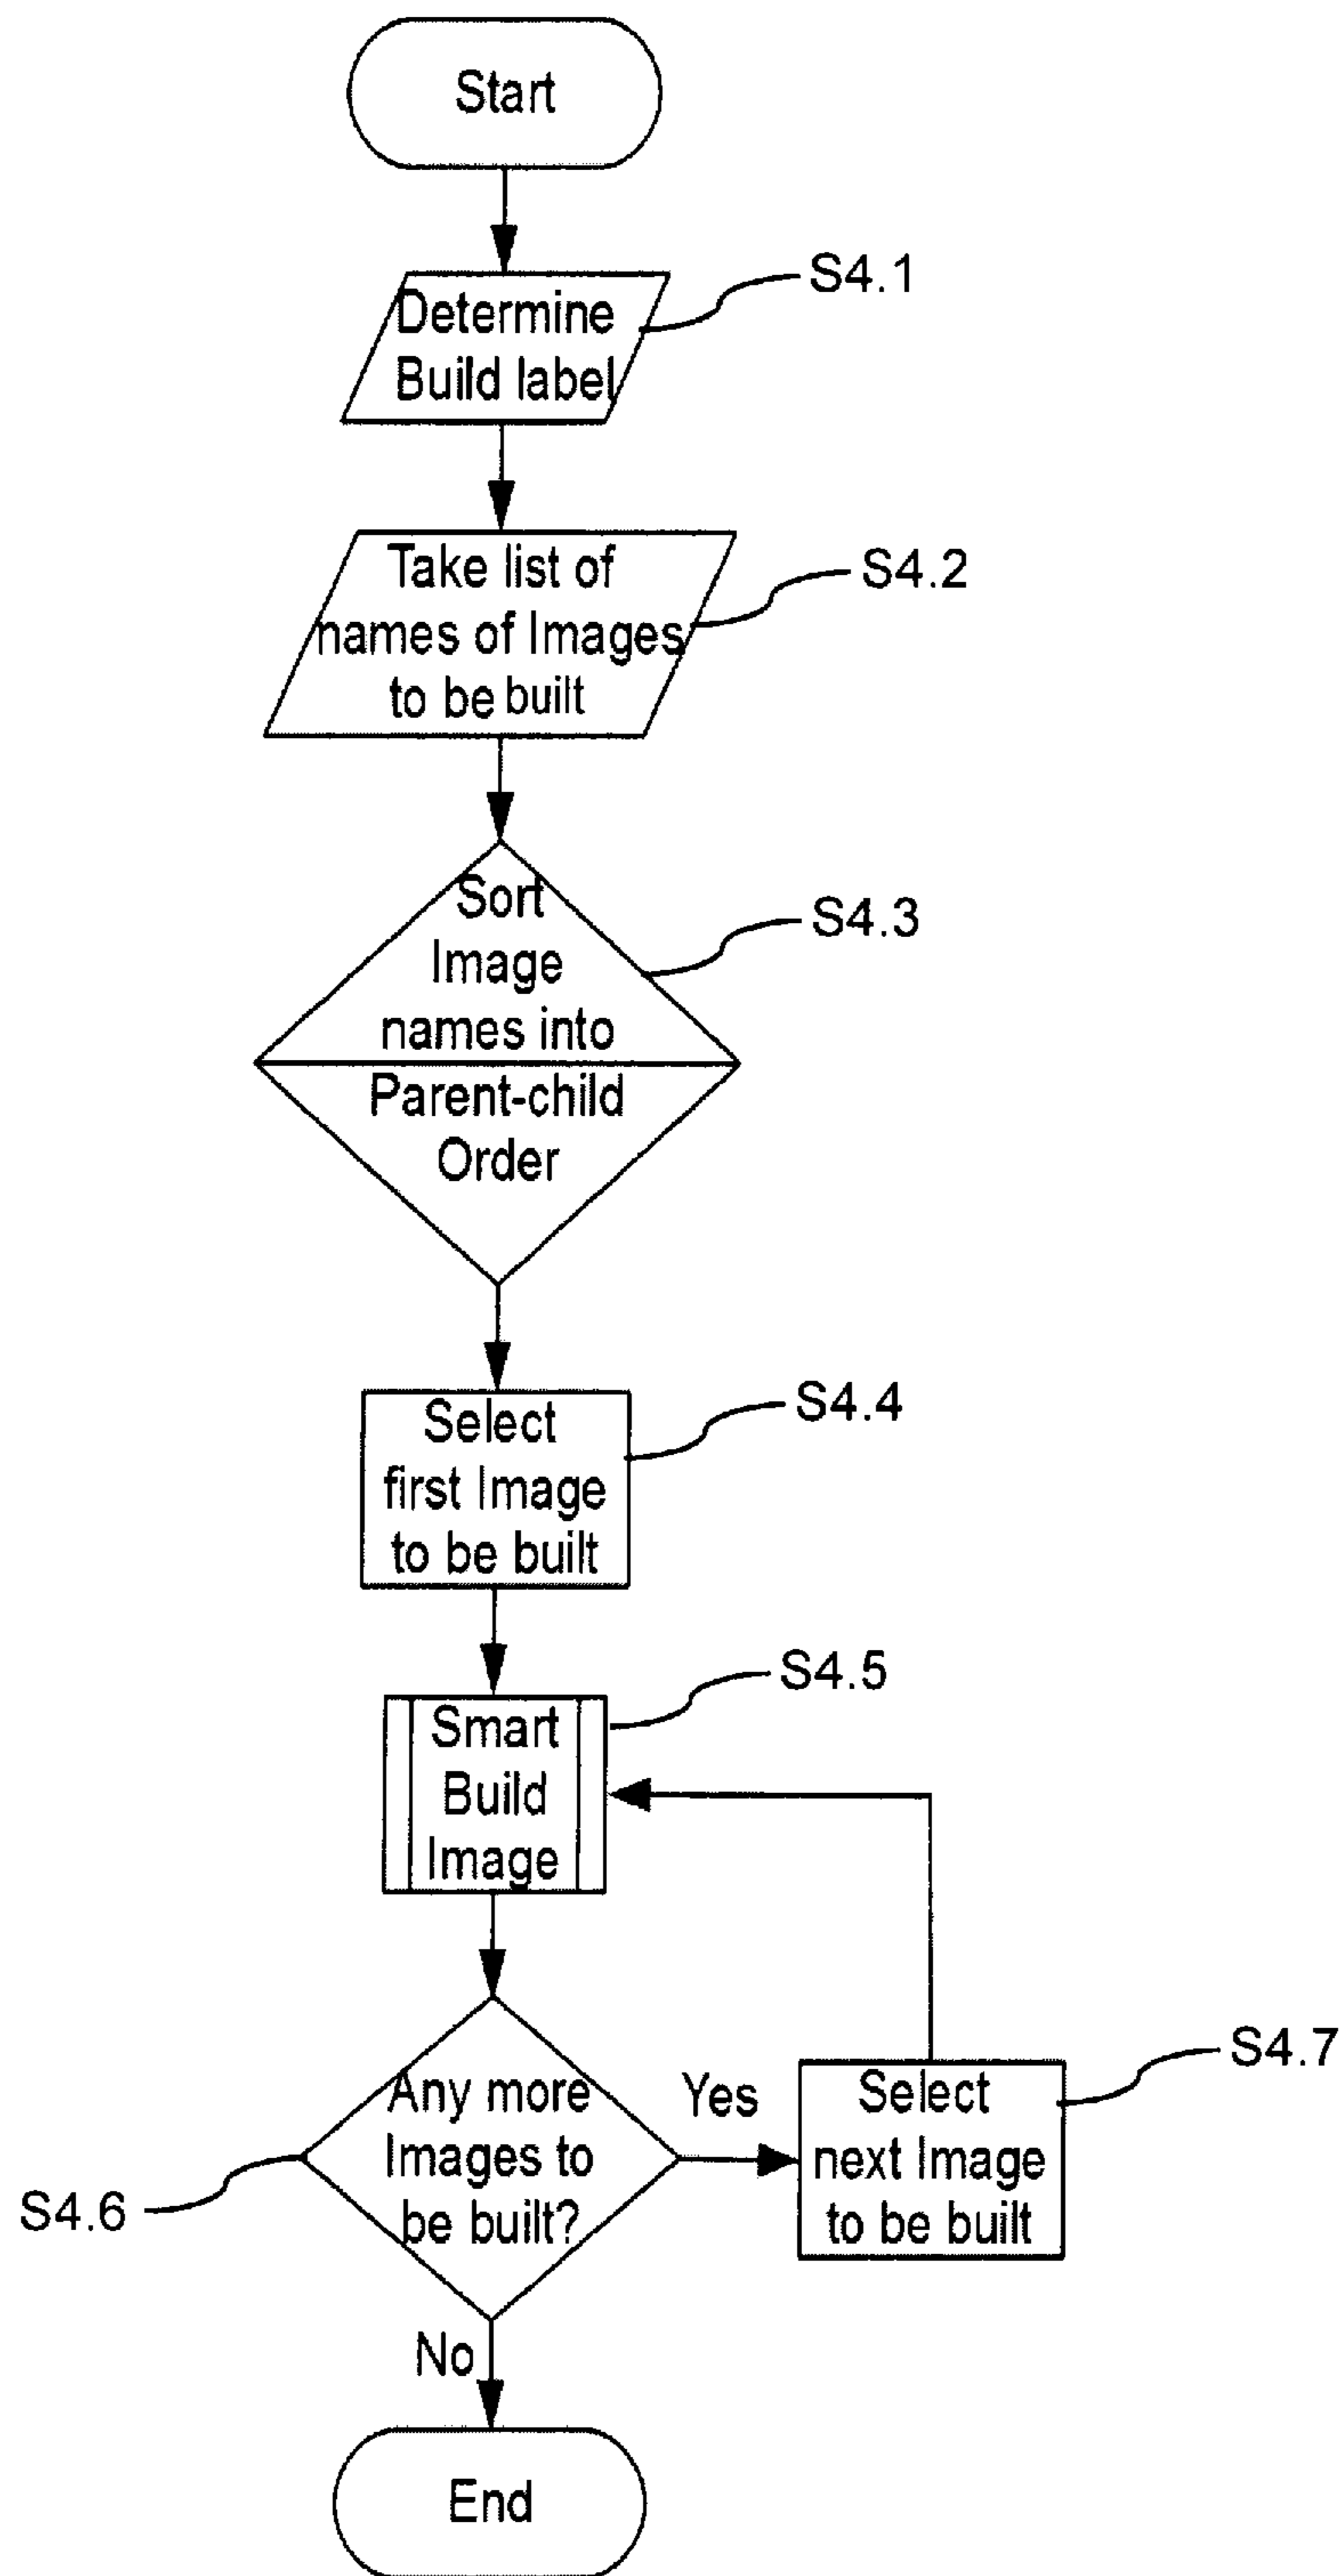 Start
Determine
Build label
S4.1
Take list of
names of Images
to be built
S4.2
Sort
Image
names into
Parent-child
Order
S4.3
Select
first Image
to be built
S4.4
Smart
Build
Image
S4.5
Any more
Images to
be built?
S4.6
Yes
Select
next Image
to be built
S4.7
No
End